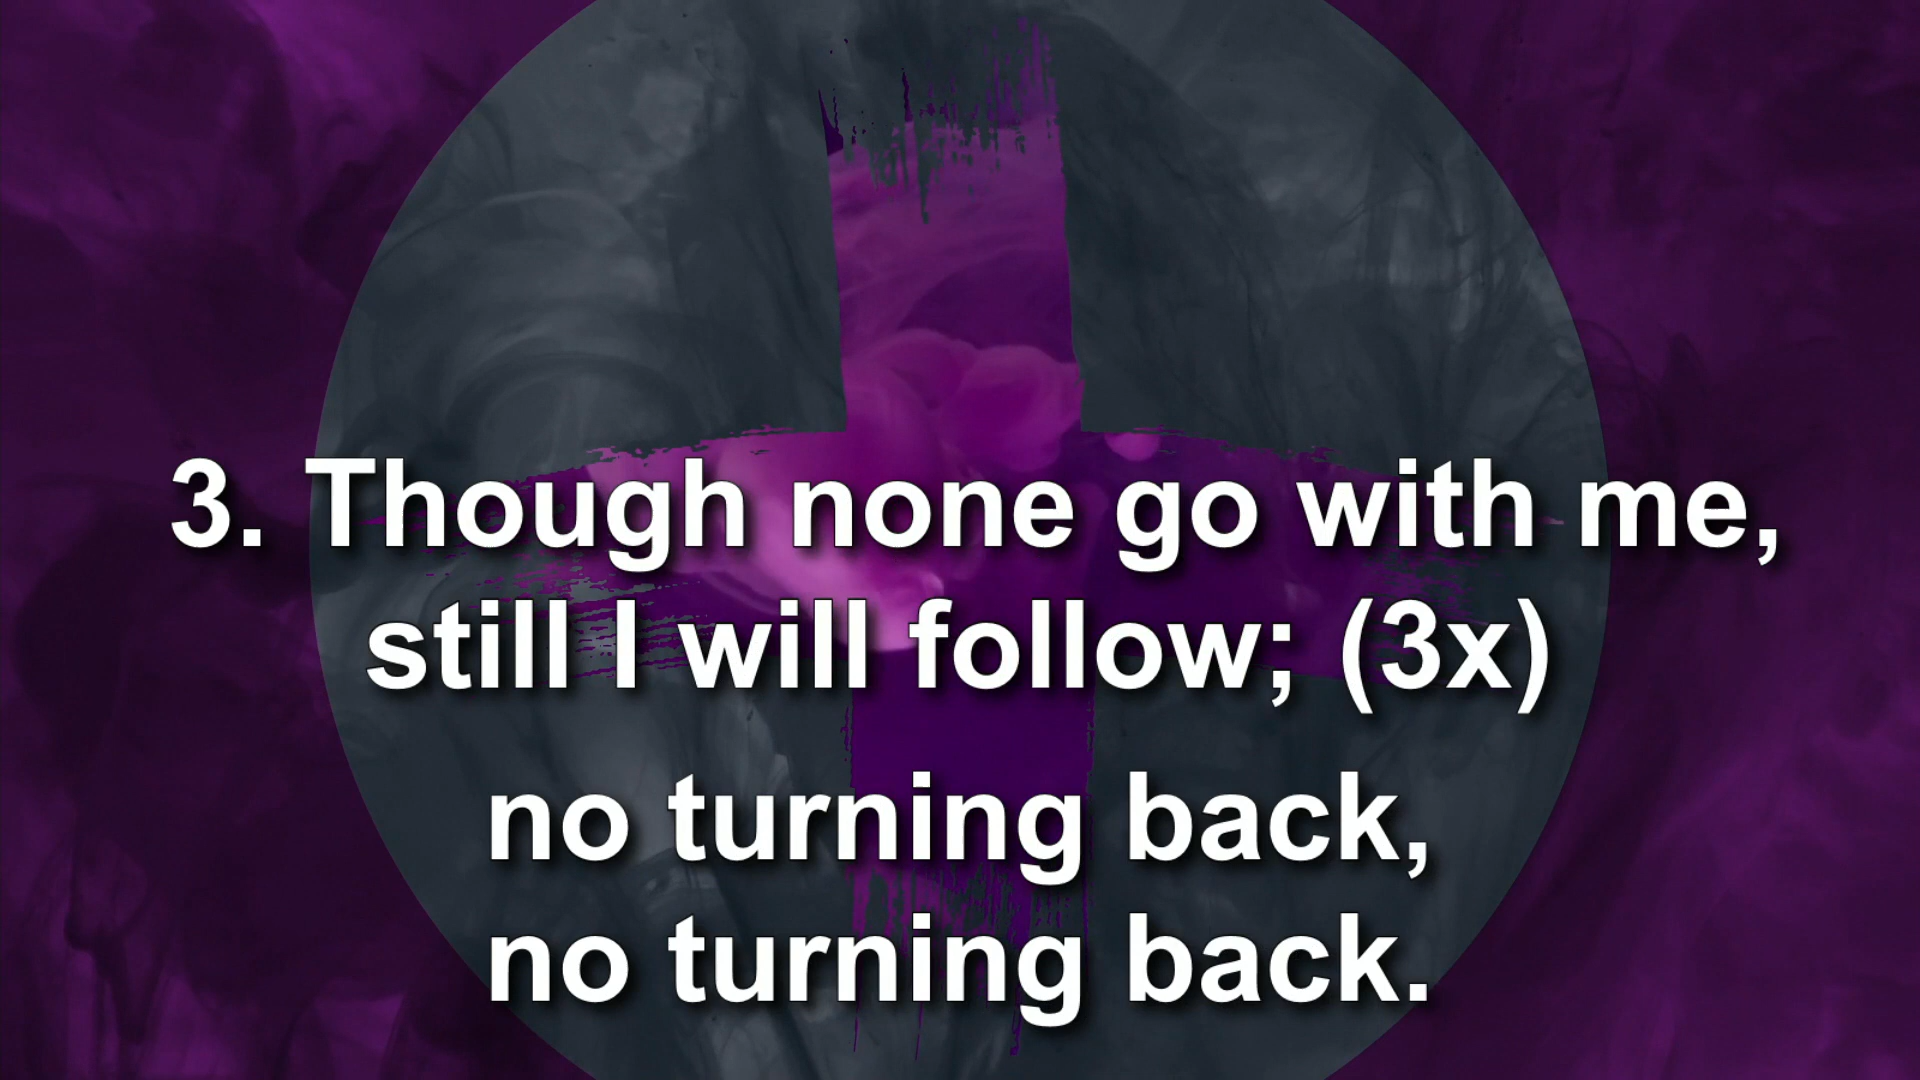 3. Though none go with me,
still I will follow; (3x)
no turning back,
no turning back.